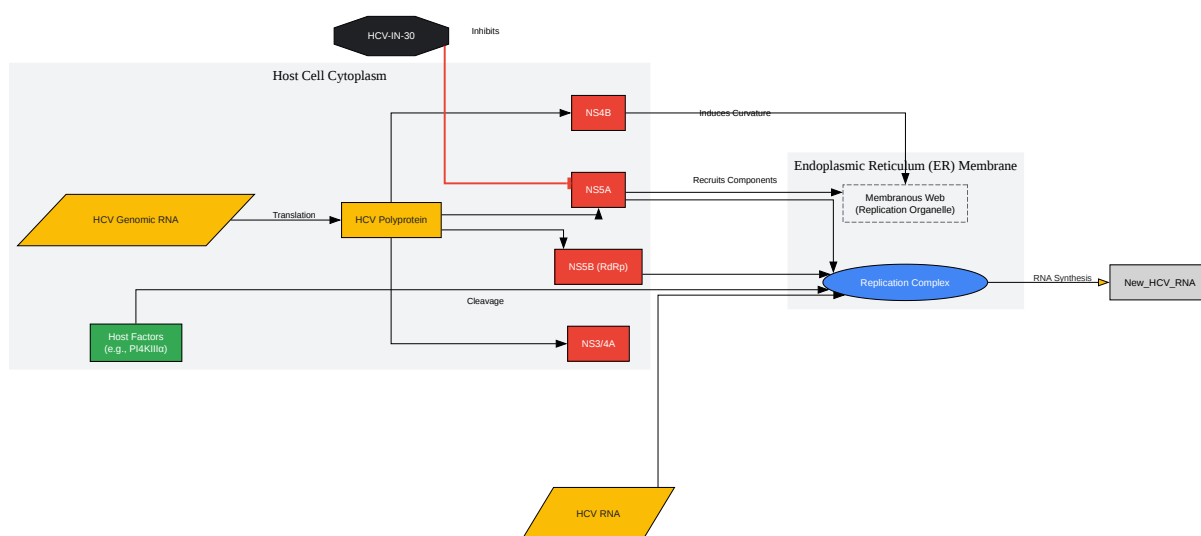 HCV-IN-30
Inhibits
Host Cell Cytoplasm
NS4B
Induces Curvature
Endoplasmic Reticulum (ER) Membrane
NS5A
Recruits Components
Membranous Web
(Replication Organelle)
HCV Genomic RNA
Translation
HCV Polyprotein
NS5B (RdRp)
Replication Complex
RNA Synthesis
New_HCV_RNA
Cleavage
Host Factors
(e.g., PI4KIIIα)
NS3/4A
HCV RNA